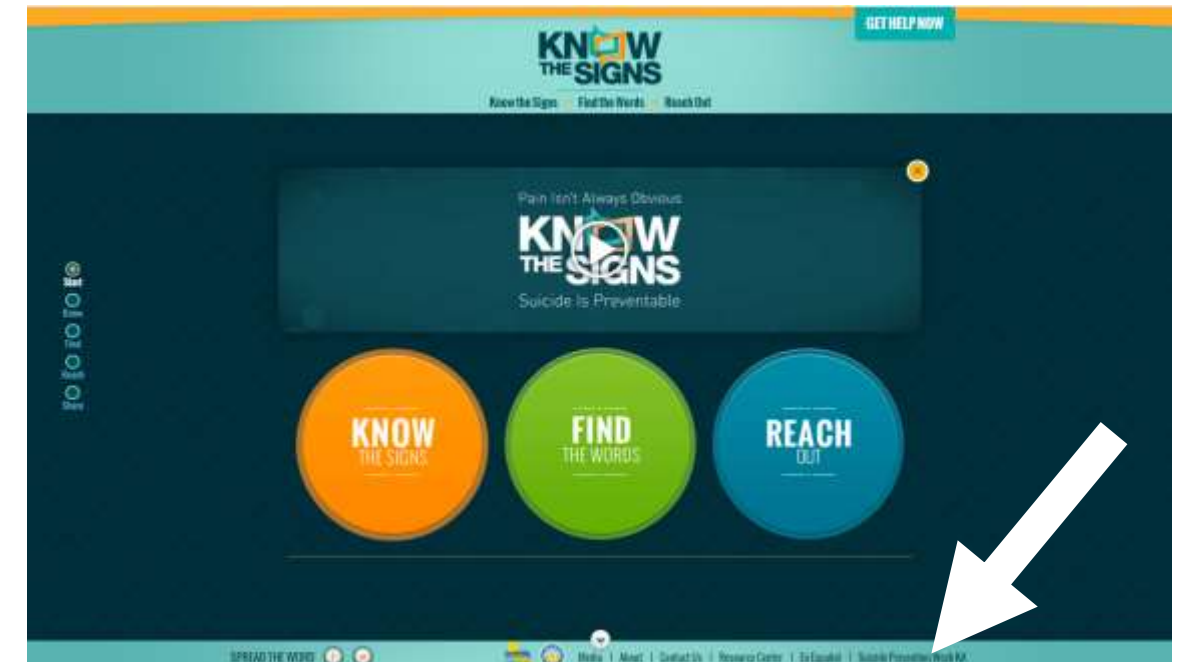 GET HELP NOW
KNOW
THE SIGNS
Know the Signs Find the Words Reach Out
Pain Isn't Always Obvious
KNOW
THE SIGNS
Suicide Is Preventable
Start
Know
Find
Reach
Share
KNOW
THE SIGNS
FIND
THE WORDS
REACH
OUT
SPREAD THE WORD
Media | About | Contact Us | Resource Center | En Español | Suicide Prevention Week Kit